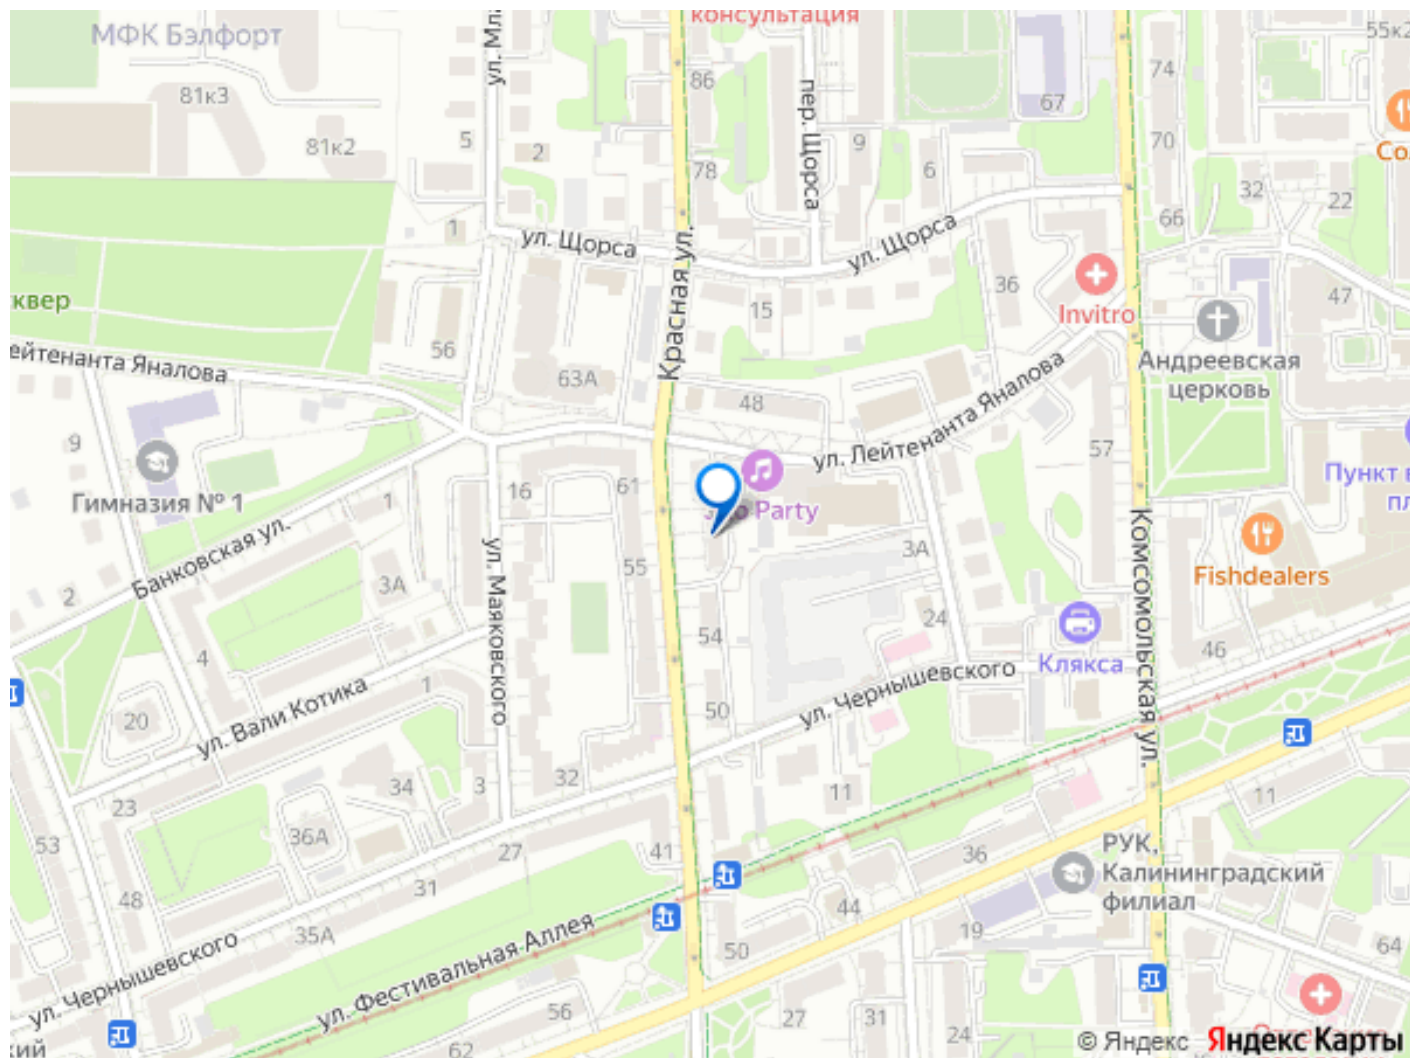 консультация
МФК Бэлфорт
55к2
86
74
81к3
67
пер. Щорса
5
81к2
2
9
70
Со
78
6
32
22
66
1
ул. Щорса
ул. Щорса
Красная ул.
36
47
квер
15
Invitro
56
Андреевская
церковь
ейтенанта Яналова
63А
48
ул. Лейтенанта Яналова
9
57
61
16
Гимназия № 1
1
Party
Пункт в
пл
Банковская ул.
3А
55
3А
Fishdealers
2
ул. Маяковского
Комсомольская ул.
24
54
4
Клякса
46
1
ул. Чернышевского
50
20
ул. Вали Котика
32
34
3
11
11
23
36А
53
27
41
36
РУК,
Калининградский
филиал
31
48
44
35А
19
50
64
ул. Чернышевского
ул. Фестивальная Аллея
56
27
31
24
кий
62
© Яндекс Яндекс Карты